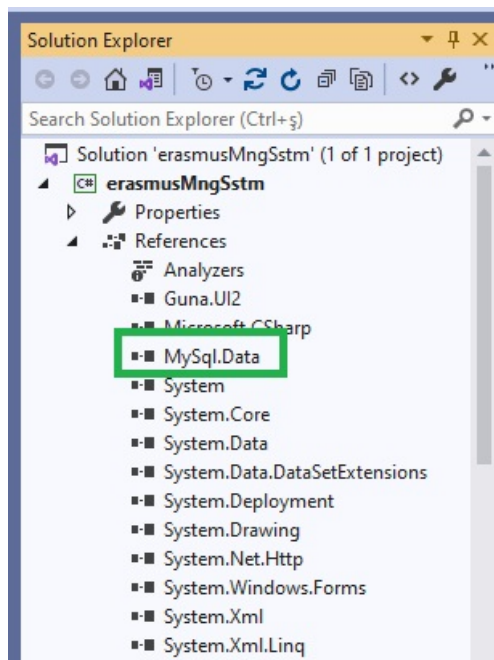 Solution Explorer
Search Solution Explorer (Ctrl+ş)
Solution 'erasmusMngSstm' (1 of 1 project)
C# erasmusMngSstm
Properties
References
Analyzers
Guna.UI2
Microsoft.CSharp
MySql.Data
System
System.Core
System.Data
System.Data.DataSetExtensions
System.Deployment
System.Drawing
System.Net.Http
System.Windows.Forms
System.Xml
System.Xml.Linq